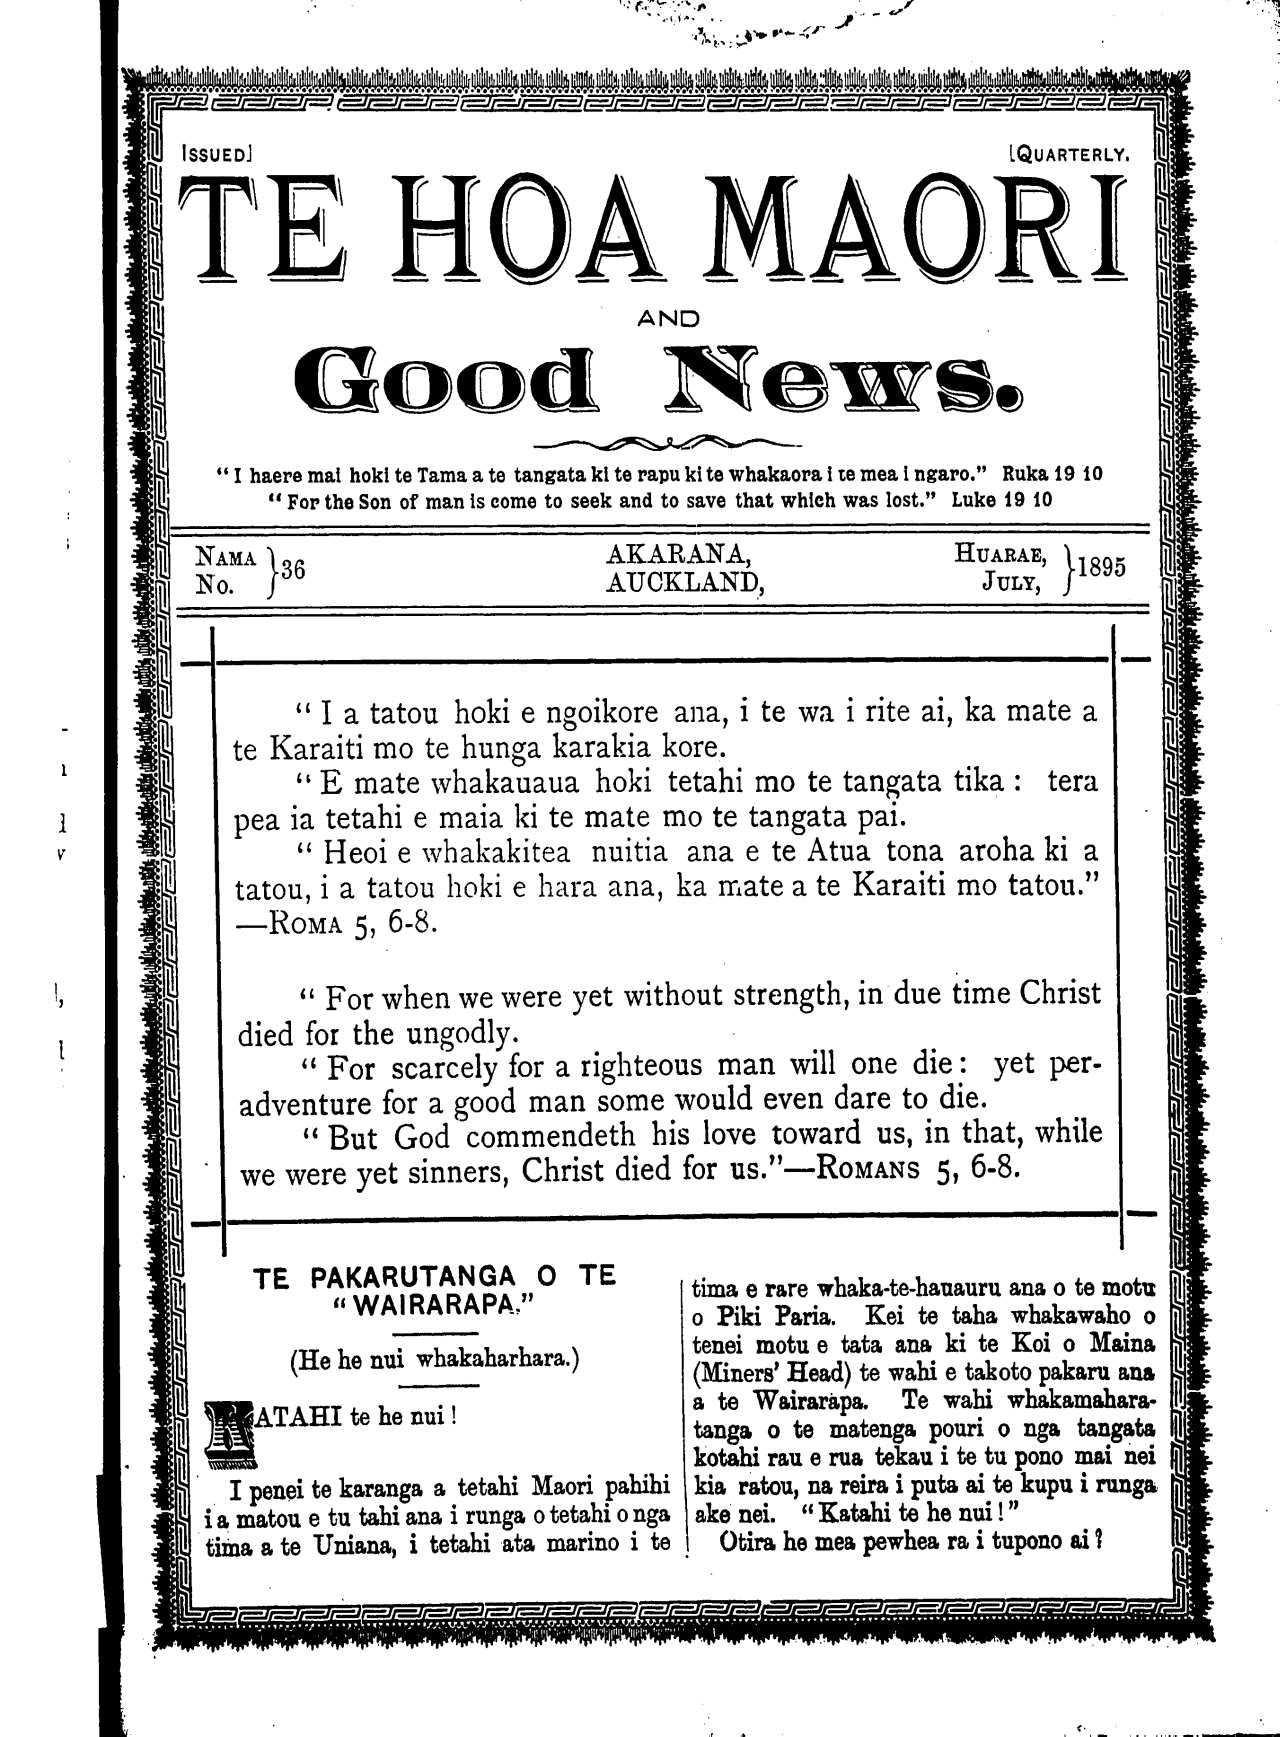 ISSUED]
[QUARTERLY.
TE HOA MAORI
AND
Good News.
“I haere mai hoki te Tama a te tangata ki te rapu ki te whakaora i te mea i ngaro.” Ruka 19 10
“For the Son of man is come to seek and to save that which was lost.” Luke 19 10
NAMA
No. }36
AKARANA,
AUCKLAND,
HUARAE,
JULY, }1895
“ I a tatou hoki e ngoikore ana, i te wa i rite ai, ka mate a
te Karaiti mo te hunga karakia kore.
“ E mate whakauaua hoki tetahi mo te tangata tika : tera
pea ia tetahi e maia ki te mate mo te tangata pai.
“ Heoi e whakakitea nuitia ana e te Atua tona aroha ki a
tatou, i a tatou hoki e hara ana, ka mate a te Karaiti mo tatou.”
—ROMA 5, 6-8.
“ For when we were yet without strength, in due time Christ
died for the ungodly.
“ For scarcely for a righteous man will one die : yet per-
adventure for a good man some would even dare to die.
“ But God commendeth his love toward us, in that, while
we were yet sinners, Christ died for us.”—ROMANS 5, 6-8.
TE PAKARUTANGA O TE
“WAIRARAPA.”
(He he nui whakaharhara.)
KATAHI te he nui !
I penei te karanga a tetahi Maori pahihi
i a matou e tu tahi ana i runga o tetahi o nga
tima a te Uniana, i tetahi ata marino i te
tima e rare whaka-te-hauauru ana o te motu
o Piki Paria. Kei te taha whakawaho o
tenei motu e tata ana ki te Koi o Maina
(Miners’ Head) te wahi e takoto pakaru ana
a te Wairarapa. Te wahi whakamahara-
tanga o te matenga pouri o nga tangata
kotahi rau e rua tekau i te tu pono mai nei
kia ratou, na reira i puta ai te kupu i runga
ake nei. “Katahi te he nui !”
Otira he mea pewhea ra i tupono ai ?